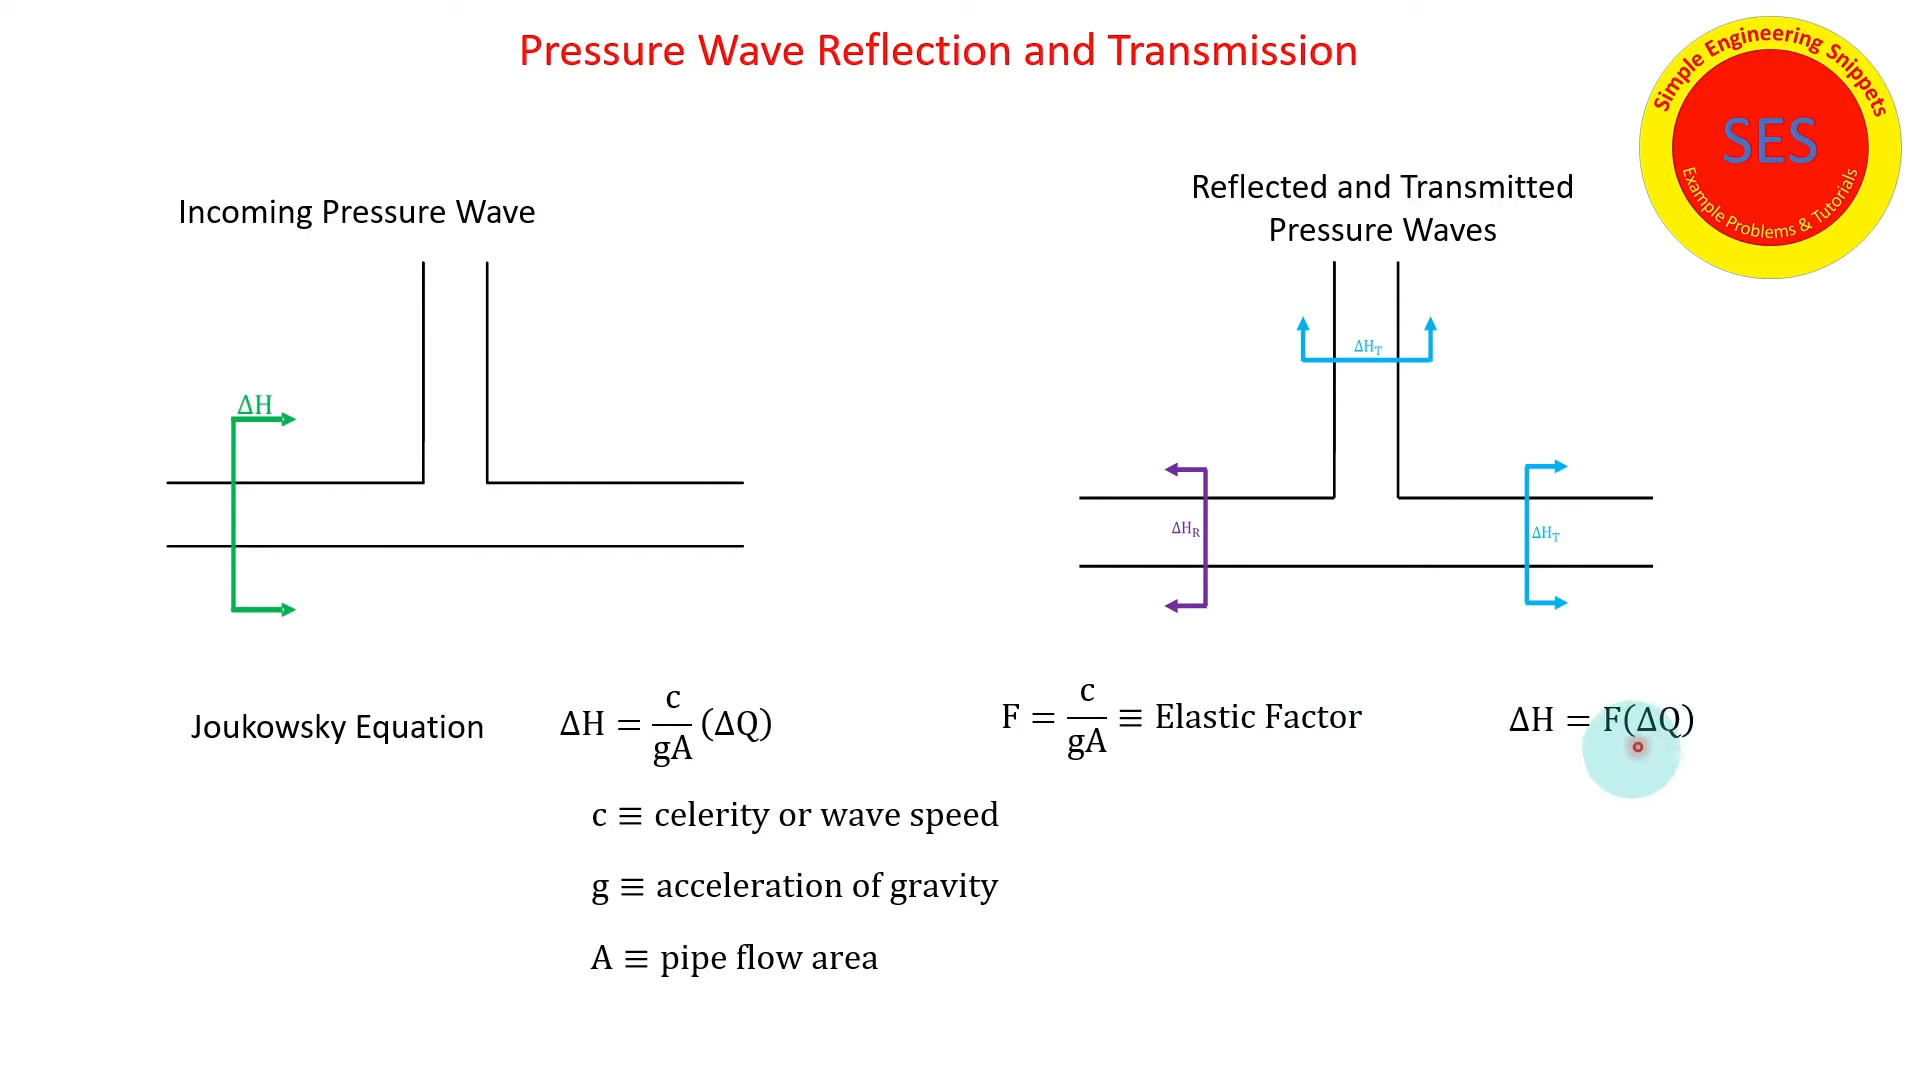 Pressure Wave Reflection and Transmission
Simple Engineering Snippets
SES
Example Problems & Tutorials
Incoming Pressure Wave
Reflected and Transmitted
Pressure Waves
ΔH
ΔH_T
ΔH_R
ΔH_T
Joukowsky Equation
ΔH = c/gA (ΔQ)
F = c/gA ≡ Elastic Factor
ΔH = F(ΔQ)
c ≡ celerity or wave speed
g ≡ acceleration of gravity
A ≡ pipe flow area